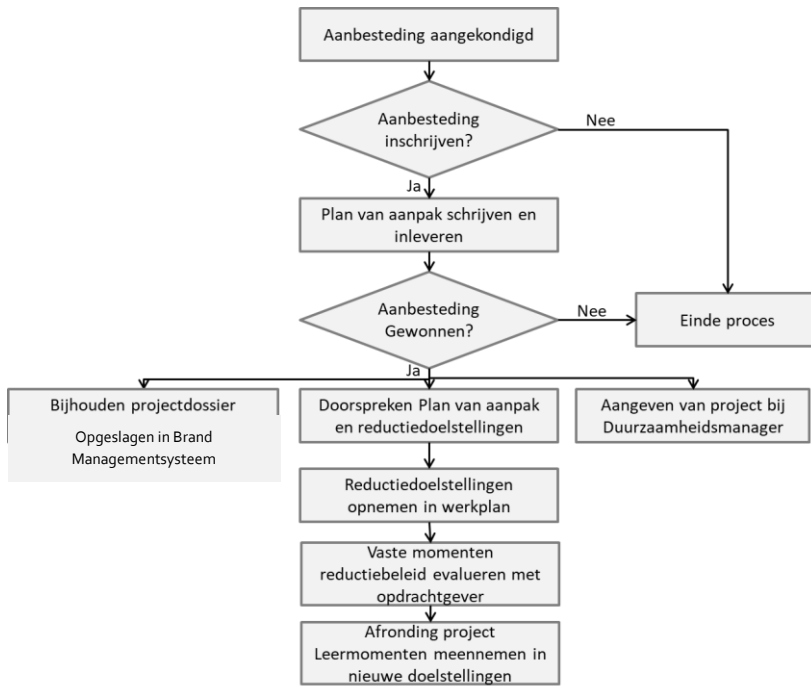 Aanbesteding aangekondigd
Aanbesteding
inschrijven?
Nee
Ja
Plan van aanpak schrijven en
inleveren
Aanbesteding
Gewonnen?
Nee
Einde proces
Ja
Bijhouden projectdossier
Opgeslagen in Brand
Managementsysteem
Doorspreken Plan van aanpak
en reductiedoelstellingen
Aangeven van project bij
Duurzaamheidsmanager
Reductiedoelstellingen
opnemen in werkplan
Vaste momenten
reductiebeleid evalueren met
opdrachtgever
Afronding project
Leermomenten meennemen in
nieuwe doelstellingen